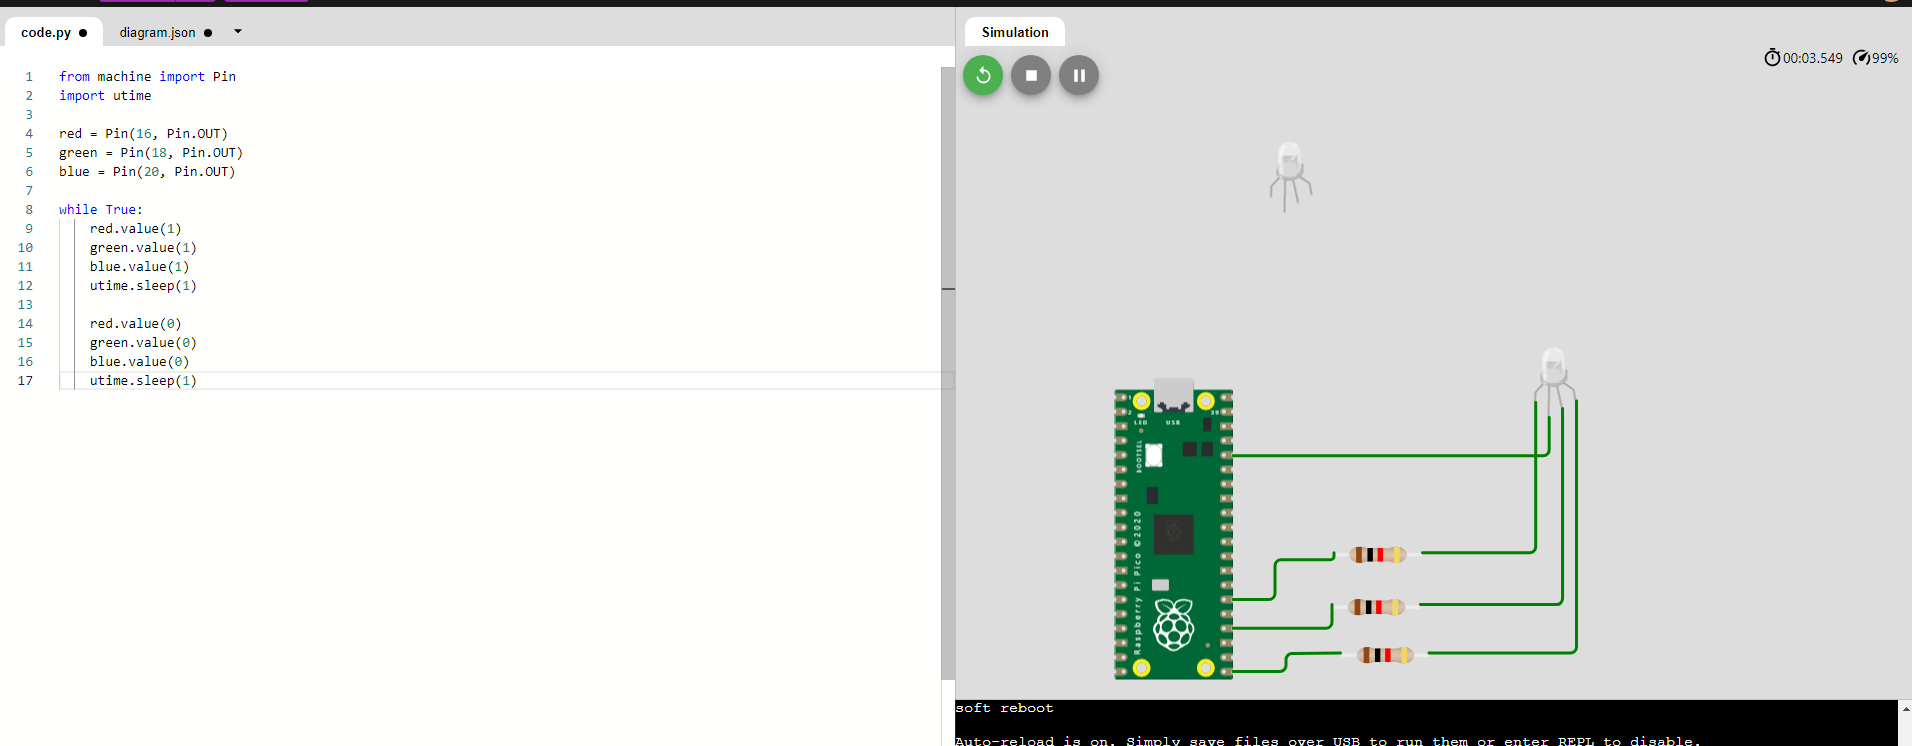 code.py
diagram.json
1 from machine import Pin
2 import utime
3
4 red = Pin(16, Pin.OUT)
5 green = Pin(18, Pin.OUT)
6 blue = Pin(20, Pin.OUT)
7
8 while True:
9 red.value(1)
10 green.value(1)
11 blue.value(1)
12 utime.sleep(1)
13
14 red.value(0)
15 green.value(0)
16 blue.value(0)
17 utime.sleep(1)
Simulation
00:03.549 99%
1
2
39
LED USB
BOOTSEL
Raspberry Pi Pico ©2020
soft reboot
Auto-reload is on. Simply save files over USB to run them or enter REPL to disable.